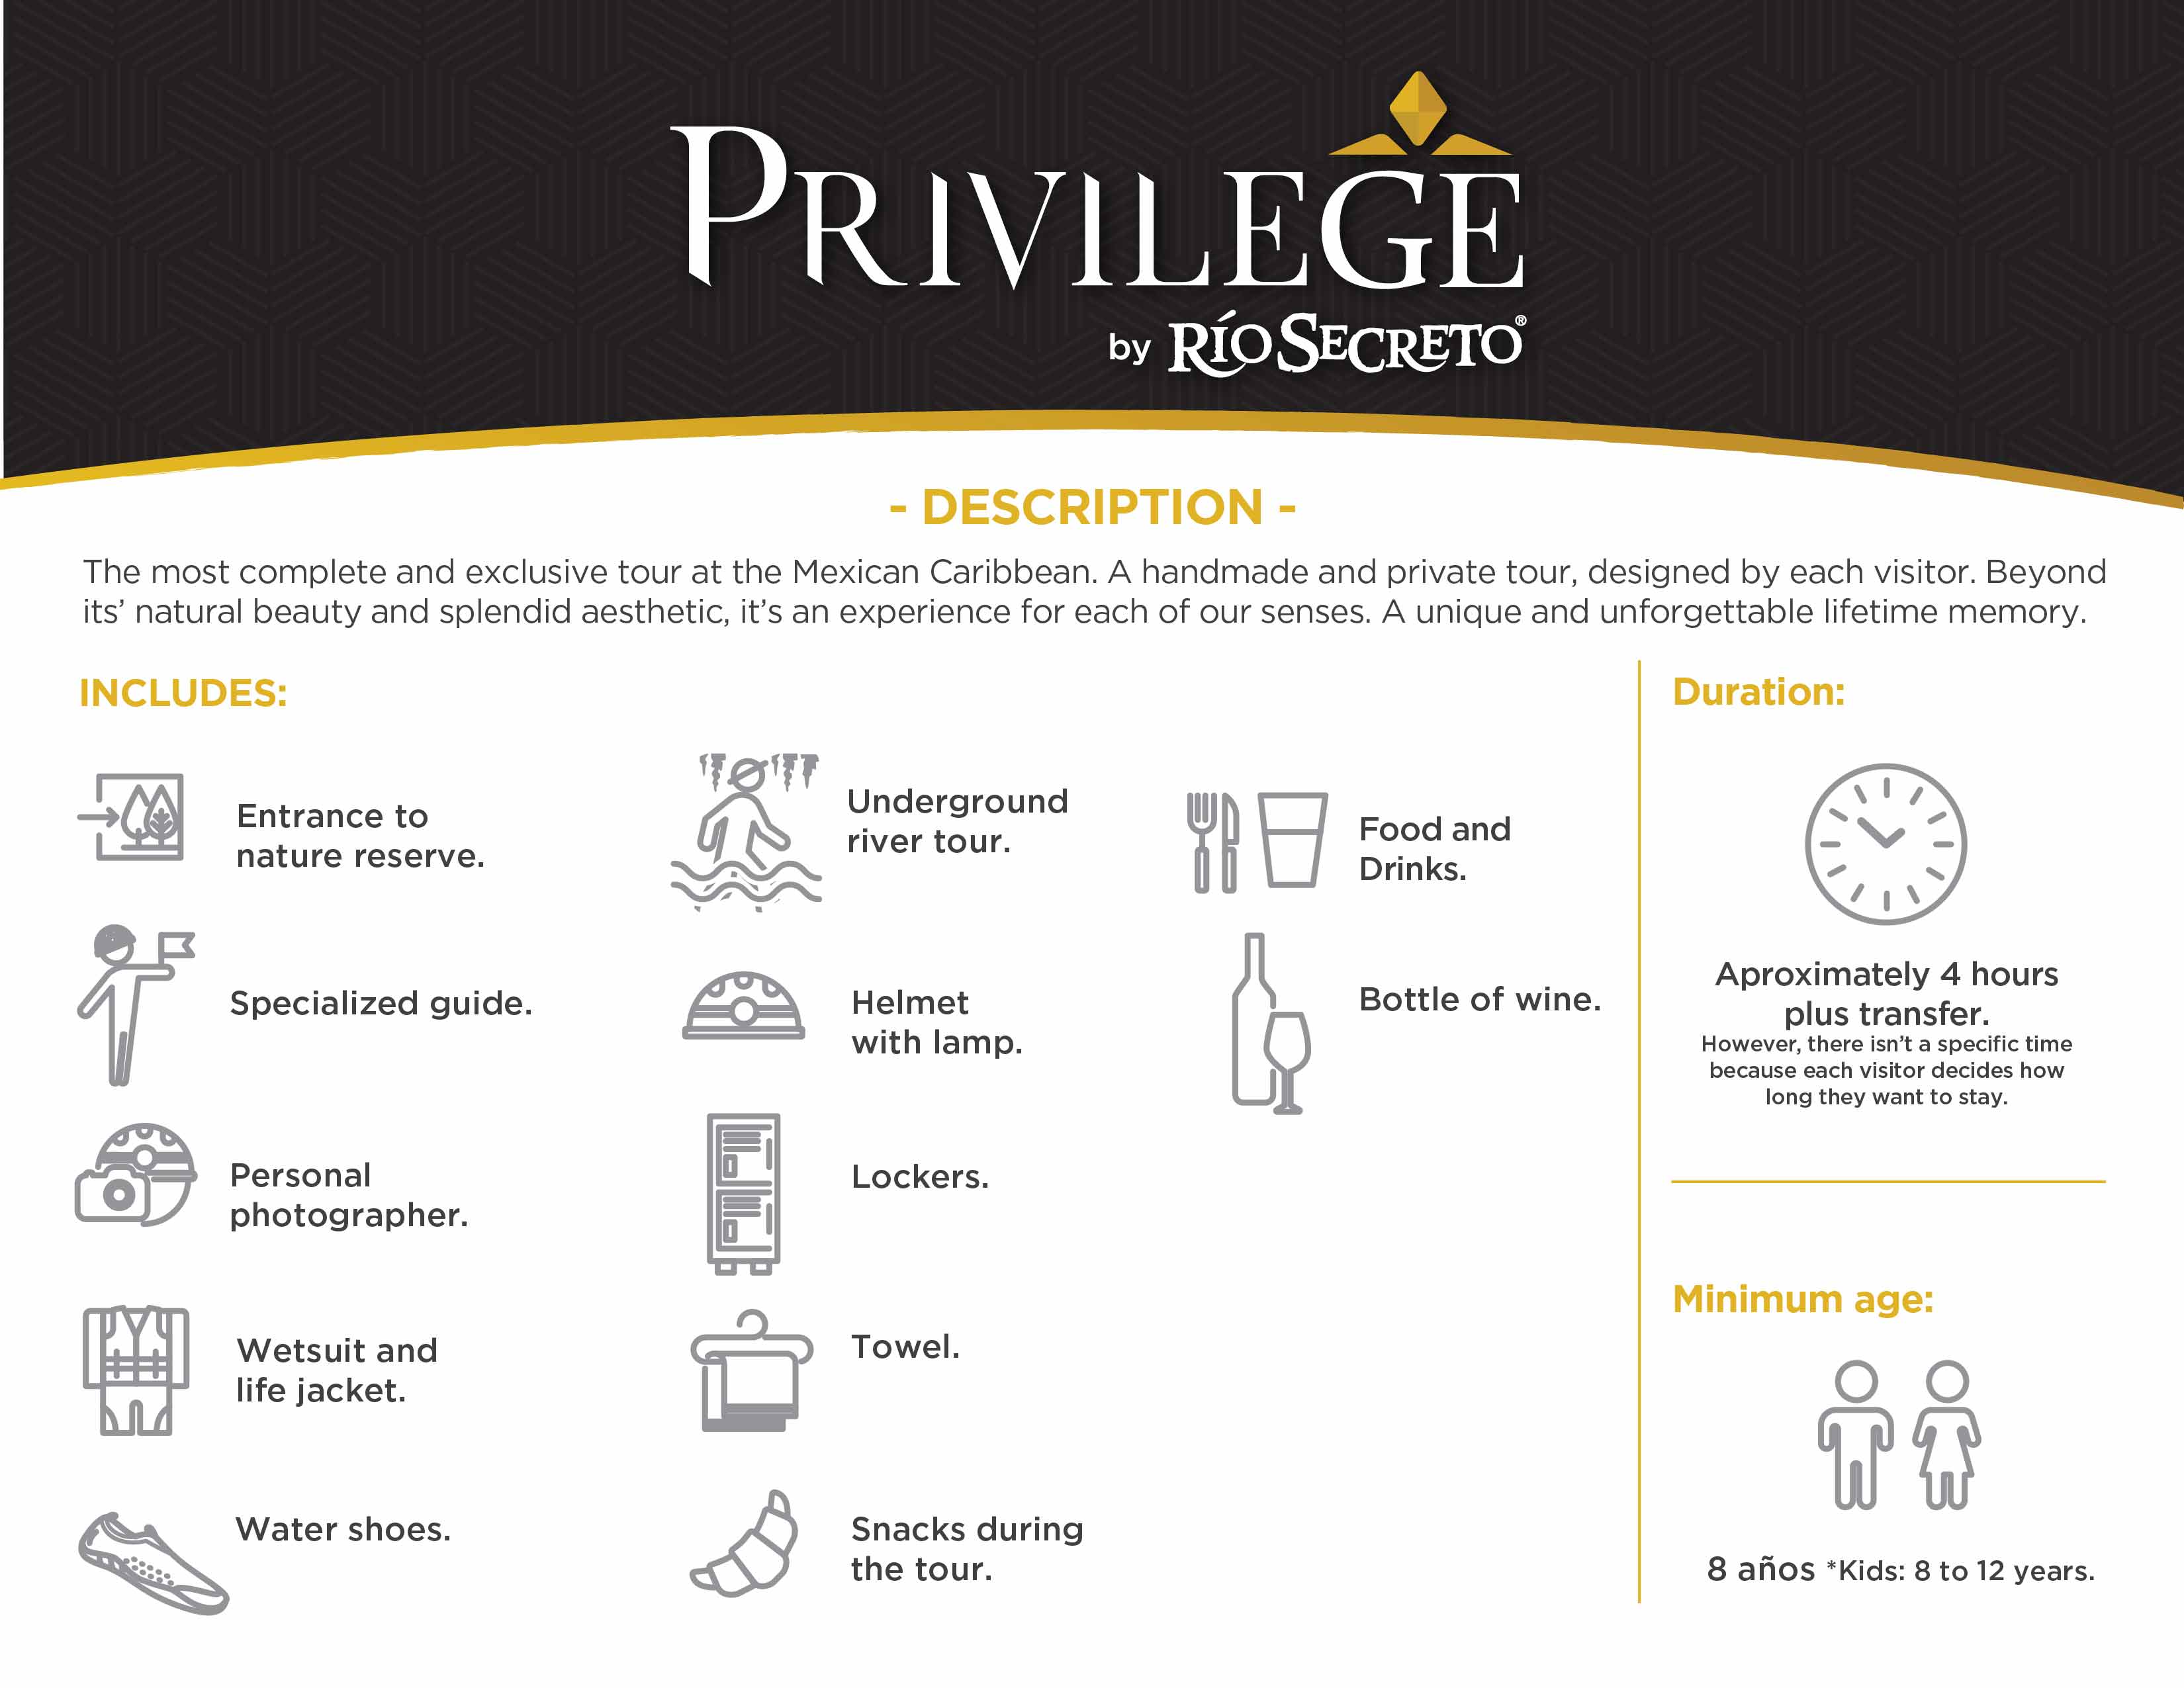 PRIVILEGE
by RÍO SECRETO®
- DESCRIPTION -
The most complete and exclusive tour at the Mexican Caribbean. A handmade and private tour, designed by each visitor. Beyond
its’ natural beauty and splendid aesthetic, it’s an experience for each of our senses. A unique and unforgettable lifetime memory.
INCLUDES:
Entrance to
nature reserve.
Specialized guide.
Personal
photographer.
Wetsuit and
life jacket.
Water shoes.
Underground
river tour.
Helmet
with lamp.
Lockers.
Towel.
Snacks during
the tour.
Food and
Drinks.
Bottle of wine.
Duration:
Aproximately 4 hours
plus transfer.
However, there isn’t a specific time
because each visitor decides how
long they want to stay.
Minimum age:
8 años *Kids: 8 to 12 years.